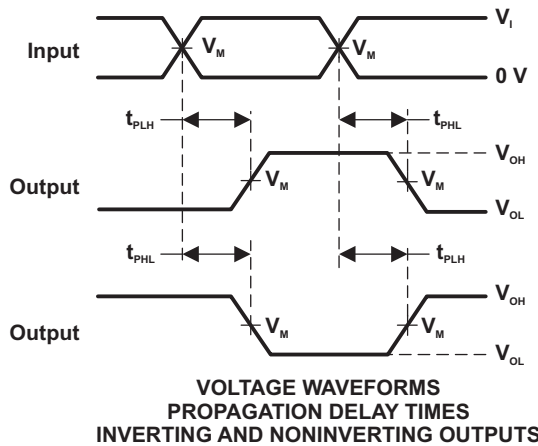 Input
V_M
V_M
V_I
0 V
t_PLH
t_PHL
Output
V_M
V_M
V_OH
V_OL
t_PHL
t_PLH
Output
V_M
V_M
V_OH
V_OL
VOLTAGE WAVEFORMS
PROPAGATION DELAY TIMES
INVERTING AND NONINVERTING OUTPUTS